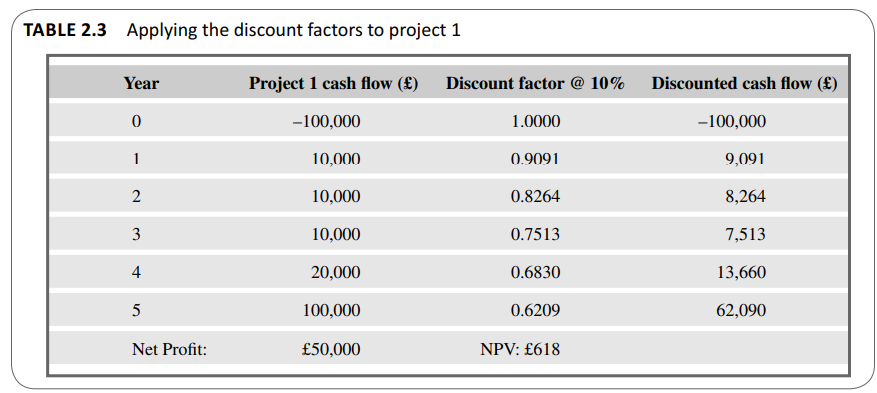 TABLE 2.3 Applying the discount factors to project 1
Year Project 1 cash flow (£) Discount factor @ 10% Discounted cash flow (£)
0 –100,000 1.0000 –100,000
1 10,000 0.9091 9,091
2 10,000 0.8264 8,264
3 10,000 0.7513 7,513
4 20,000 0.6830 13,660
5 100,000 0.6209 62,090
Net Profit: £50,000 NPV: £618